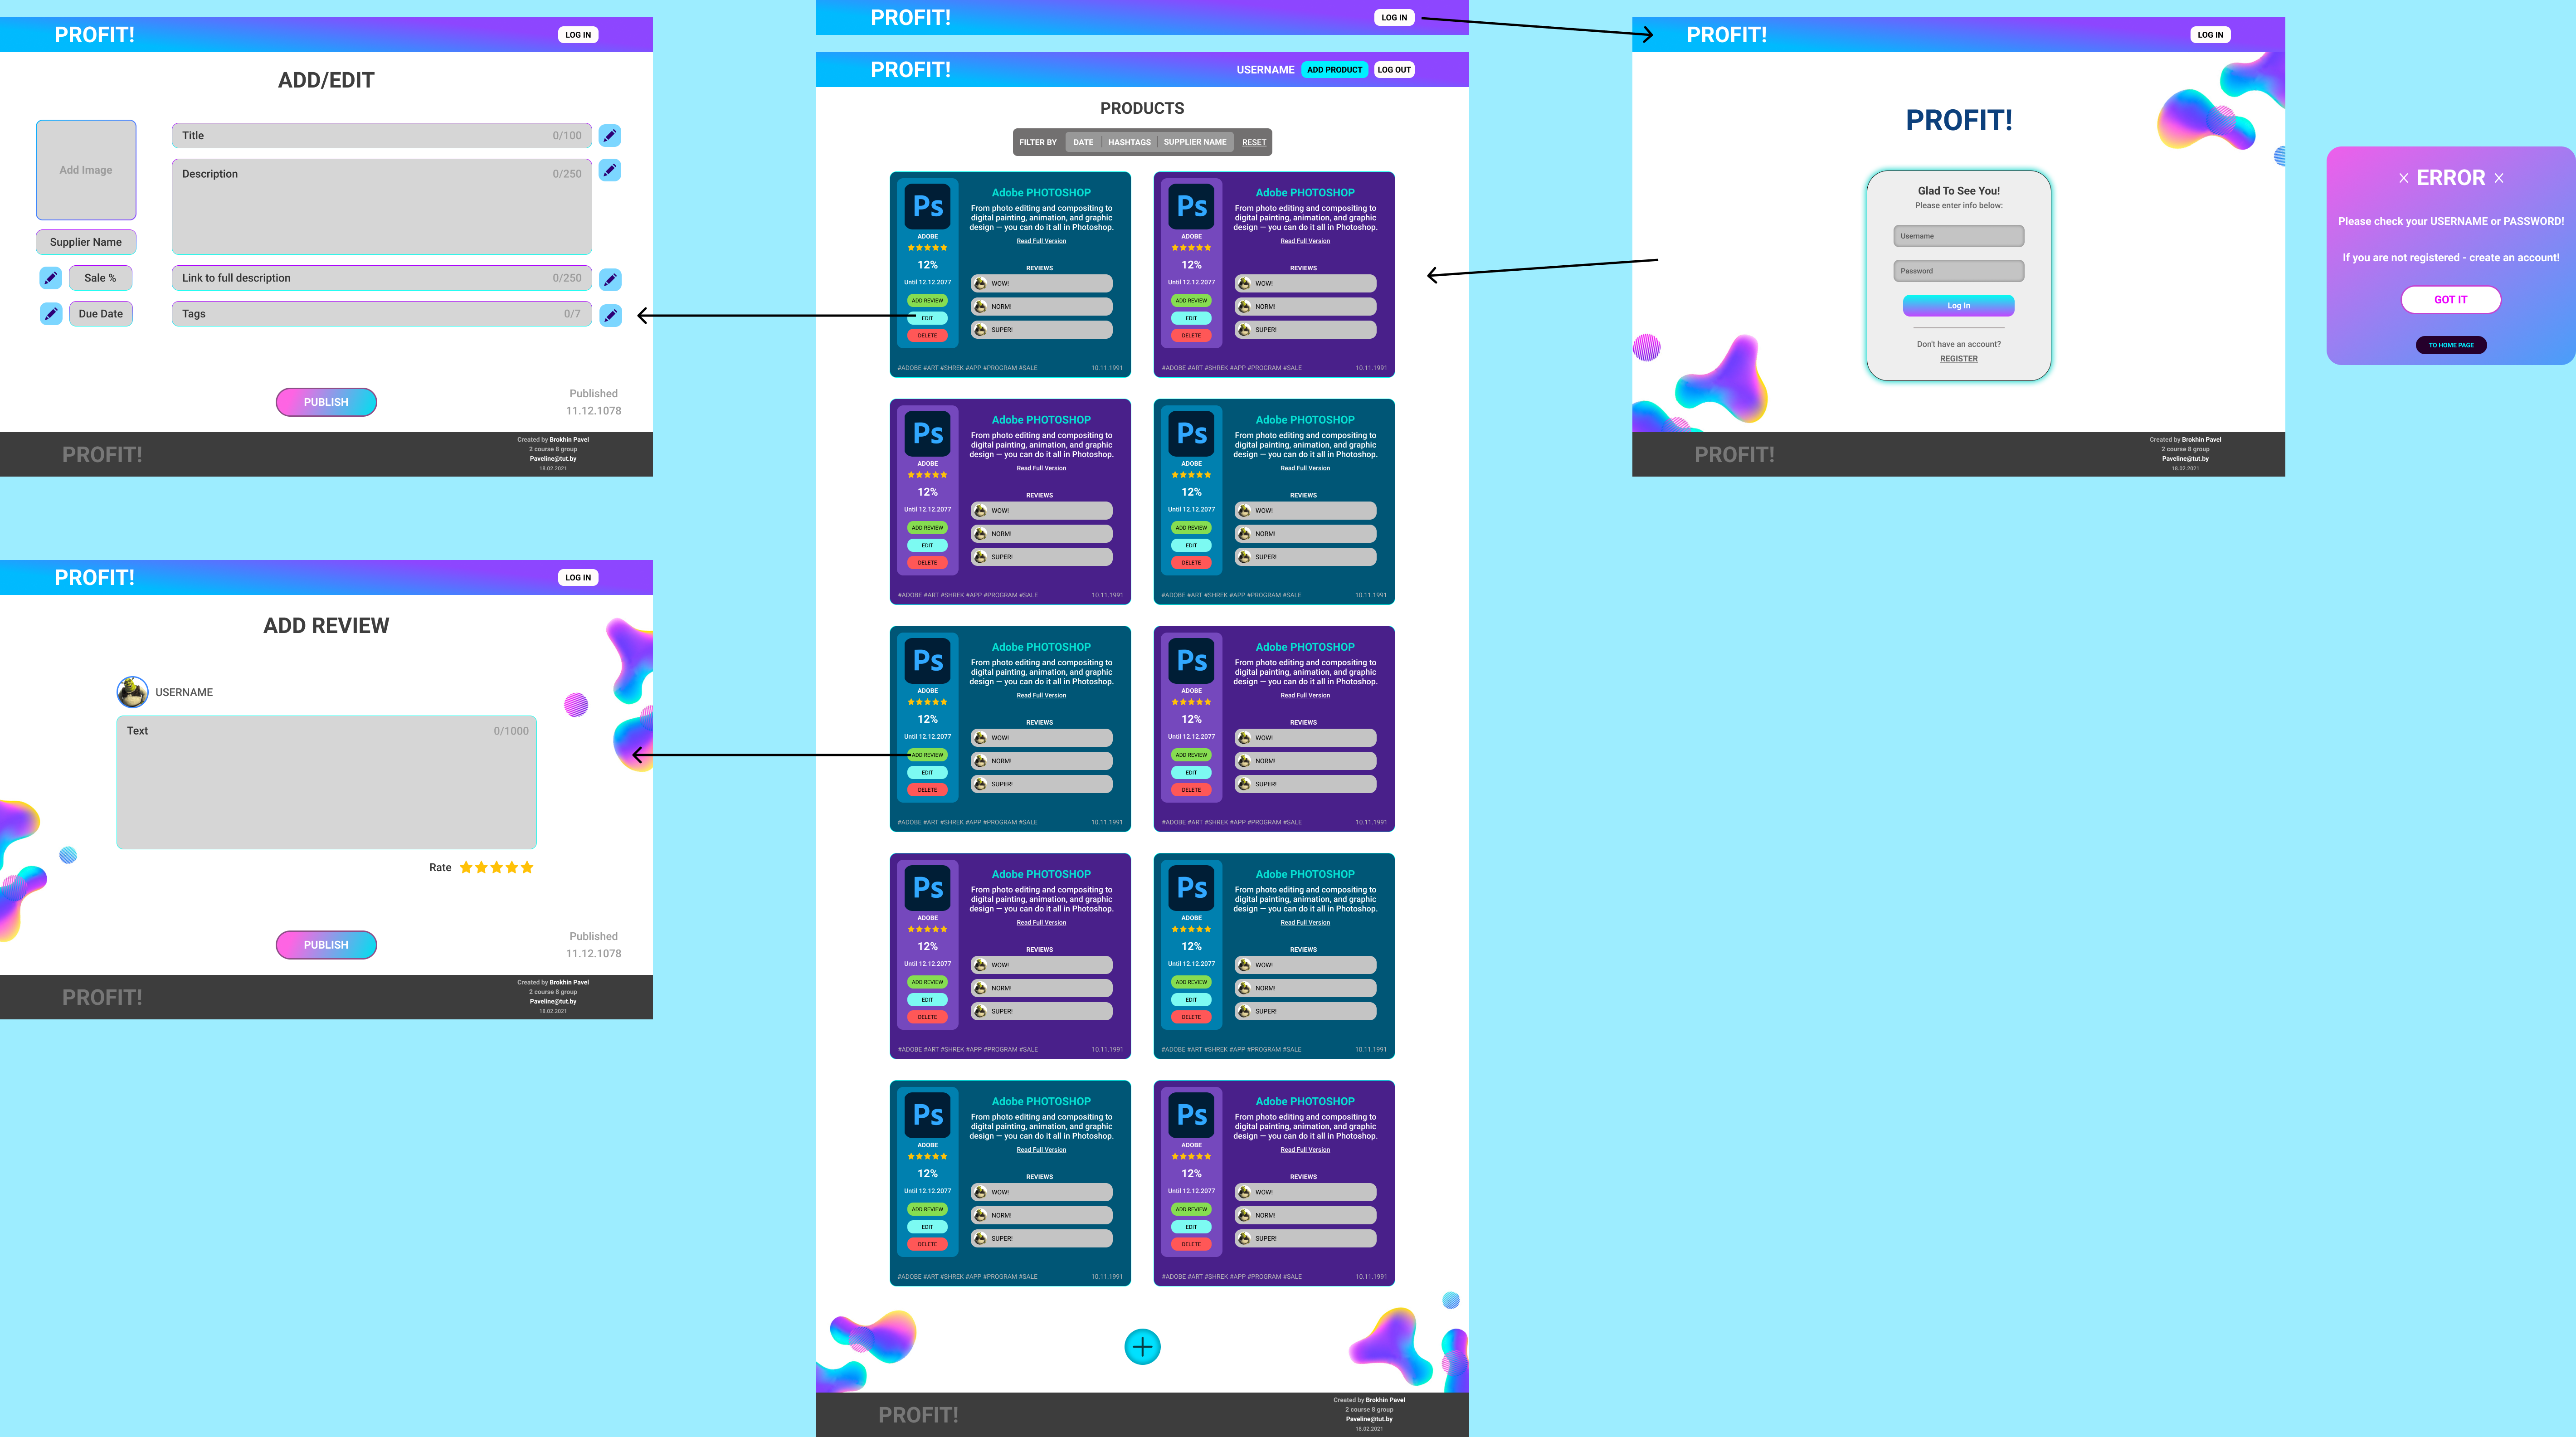 PROFIT!
LOG IN
ADD/EDIT
Add Image
Title 0/100
Description 0/250
Supplier Name
Sale %
Link to full description 0/250
Due Date
Tags 0/7
PUBLISH
Published
11.12.1078
PROFIT!
Created by Brokhin Pavel
2 course 8 group
Paveline@tut.by
18.02.2021
PROFIT!
LOG IN
ADD REVIEW
USERNAME
Text 0/1000
Rate
PUBLISH
Published
11.12.1078
PROFIT!
Created by Brokhin Pavel
2 course 8 group
Paveline@tut.by
18.02.2021
PROFIT!
LOG IN
PROFIT!
USERNAME ADD PRODUCT LOG OUT
PRODUCTS
FILTER BY DATE HASHTAGS SUPPLIER NAME RESET
Ps
ADOBE
12%
Until 12.12.2077
ADD REVIEW
EDIT
DELETE
Adobe PHOTOSHOP
From photo editing and compositing to
digital painting, animation, and graphic
design — you can do it all in Photoshop.
Read Full Version
REVIEWS
WOW!
NORM!
SUPER!
#ADOBE #ART #SHREK #APP #PROGRAM #SALE 10.11.1991
Ps
ADOBE
12%
Until 12.12.2077
ADD REVIEW
EDIT
DELETE
Adobe PHOTOSHOP
From photo editing and compositing to
digital painting, animation, and graphic
design — you can do it all in Photoshop.
Read Full Version
REVIEWS
WOW!
NORM!
SUPER!
#ADOBE #ART #SHREK #APP #PROGRAM #SALE 10.11.1991
Ps
ADOBE
12%
Until 12.12.2077
ADD REVIEW
EDIT
DELETE
Adobe PHOTOSHOP
From photo editing and compositing to
digital painting, animation, and graphic
design — you can do it all in Photoshop.
Read Full Version
REVIEWS
WOW!
NORM!
SUPER!
#ADOBE #ART #SHREK #APP #PROGRAM #SALE 10.11.1991
Ps
ADOBE
12%
Until 12.12.2077
ADD REVIEW
EDIT
DELETE
Adobe PHOTOSHOP
From photo editing and compositing to
digital painting, animation, and graphic
design — you can do it all in Photoshop.
Read Full Version
REVIEWS
WOW!
NORM!
SUPER!
#ADOBE #ART #SHREK #APP #PROGRAM #SALE 10.11.1991
Ps
ADOBE
12%
Until 12.12.2077
ADD REVIEW
EDIT
DELETE
Adobe PHOTOSHOP
From photo editing and compositing to
digital painting, animation, and graphic
design — you can do it all in Photoshop.
Read Full Version
REVIEWS
WOW!
NORM!
SUPER!
#ADOBE #ART #SHREK #APP #PROGRAM #SALE 10.11.1991
Ps
ADOBE
12%
Until 12.12.2077
ADD REVIEW
EDIT
DELETE
Adobe PHOTOSHOP
From photo editing and compositing to
digital painting, animation, and graphic
design — you can do it all in Photoshop.
Read Full Version
REVIEWS
WOW!
NORM!
SUPER!
#ADOBE #ART #SHREK #APP #PROGRAM #SALE 10.11.1991
Ps
ADOBE
12%
Until 12.12.2077
ADD REVIEW
EDIT
DELETE
Adobe PHOTOSHOP
From photo editing and compositing to
digital painting, animation, and graphic
design — you can do it all in Photoshop.
Read Full Version
REVIEWS
WOW!
NORM!
SUPER!
#ADOBE #ART #SHREK #APP #PROGRAM #SALE 10.11.1991
Ps
ADOBE
12%
Until 12.12.2077
ADD REVIEW
EDIT
DELETE
Adobe PHOTOSHOP
From photo editing and compositing to
digital painting, animation, and graphic
design — you can do it all in Photoshop.
Read Full Version
REVIEWS
WOW!
NORM!
SUPER!
#ADOBE #ART #SHREK #APP #PROGRAM #SALE 10.11.1991
Ps
ADOBE
12%
Until 12.12.2077
ADD REVIEW
EDIT
DELETE
Adobe PHOTOSHOP
From photo editing and compositing to
digital painting, animation, and graphic
design — you can do it all in Photoshop.
Read Full Version
REVIEWS
WOW!
NORM!
SUPER!
#ADOBE #ART #SHREK #APP #PROGRAM #SALE 10.11.1991
Ps
ADOBE
12%
Until 12.12.2077
ADD REVIEW
EDIT
DELETE
Adobe PHOTOSHOP
From photo editing and compositing to
digital painting, animation, and graphic
design — you can do it all in Photoshop.
Read Full Version
REVIEWS
WOW!
NORM!
SUPER!
#ADOBE #ART #SHREK #APP #PROGRAM #SALE 10.11.1991
PROFIT!
Created by Brokhin Pavel
2 course 8 group
Paveline@tut.by
18.02.2021
PROFIT!
LOG IN
PROFIT!
Glad To See You!
Please enter info below:
Username
Password
Log In
Don't have an account?
REGISTER
PROFIT!
Created by Brokhin Pavel
2 course 8 group
Paveline@tut.by
18.02.2021
ERROR
Please check your USERNAME or PASSWORD!
If you are not registered - create an account!
GOT IT
TO HOME PAGE